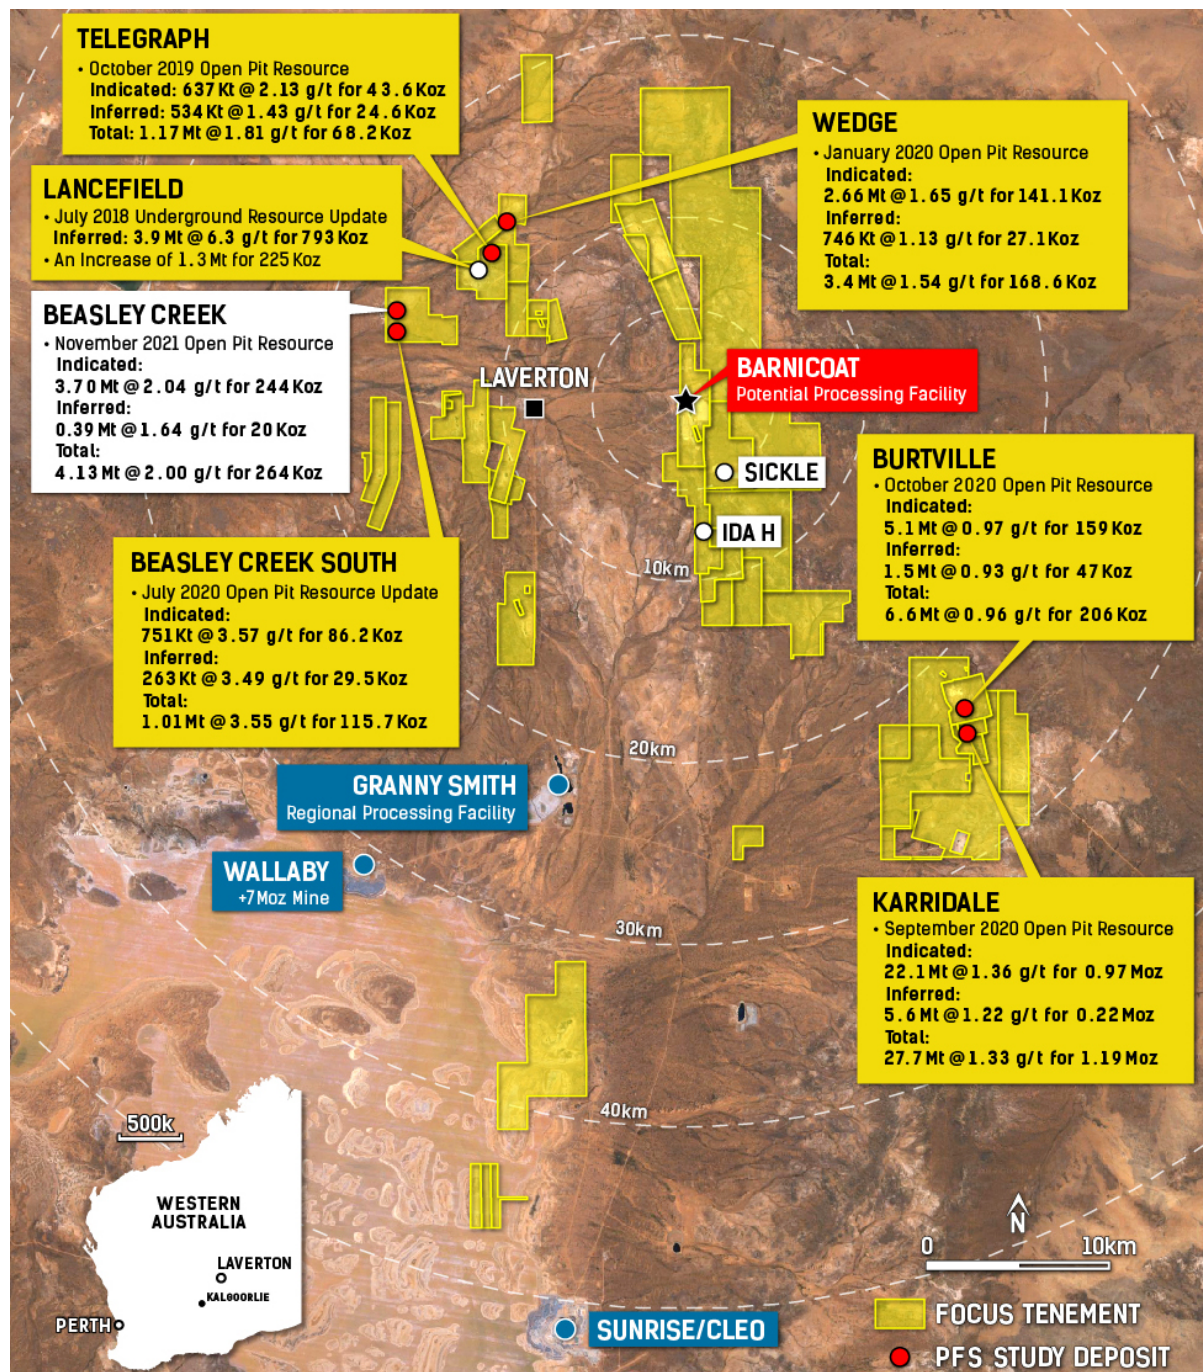 TELEGRAPH
• October 2019 Open Pit Resource
Indicated: 637 Kt @ 2.13 g/t for 43.6 Koz
Inferred: 534 Kt @ 1.43 g/t for 24.6 Koz
Total: 1.17 Mt @ 1.81 g/t for 68.2 Koz
LANCEFIELD
• July 2018 Underground Resource Update
Inferred: 3.9 Mt @ 6.3 g/t for 793 Koz
• An Increase of 1.3 Mt for 225 Koz
BEASLEY CREEK
• November 2021 Open Pit Resource
Indicated:
3.70 Mt @ 2.04 g/t for 244 Koz
Inferred:
0.39 Mt @ 1.64 g/t for 20 Koz
Total:
4.13 Mt @ 2.00 g/t for 264 Koz
BEASLEY CREEK SOUTH
• July 2020 Open Pit Resource Update
Indicated:
751 Kt @ 3.57 g/t for 86.2 Koz
Inferred:
263 Kt @ 3.49 g/t for 29.5 Koz
Total:
1.01 Mt @ 3.55 g/t for 115.7 Koz
WEDGE
• January 2020 Open Pit Resource
Indicated:
2.66 Mt @ 1.65 g/t for 141.1 Koz
Inferred:
746 Kt @ 1.13 g/t for 27.1 Koz
Total:
3.4 Mt @ 1.54 g/t for 168.6 Koz
LAVERTON
BARNICOAT
Potential Processing Facility
SICKLE
IDA H
BURTVILLE
• October 2020 Open Pit Resource
Indicated:
5.1 Mt @ 0.97 g/t for 159 Koz
Inferred:
1.5 Mt @ 0.93 g/t for 47 Koz
Total:
6.6 Mt @ 0.96 g/t for 206 Koz
10km
20km
30km
40km
GRANNY SMITH
Regional Processing Facility
WALLABY
+7 Moz Mine
KARRIDALE
• September 2020 Open Pit Resource
Indicated:
22.1 Mt @ 1.36 g/t for 0.97 Moz
Inferred:
5.6 Mt @ 1.22 g/t for 0.22 Moz
Total:
27.7 Mt @ 1.33 g/t for 1.19 Moz
500k
WESTERN
AUSTRALIA
LAVERTON
KALGOORLIE
PERTH
SUNRISE/CLEO
N
0 10km
FOCUS TENEMENT
PFS STUDY DEPOSIT